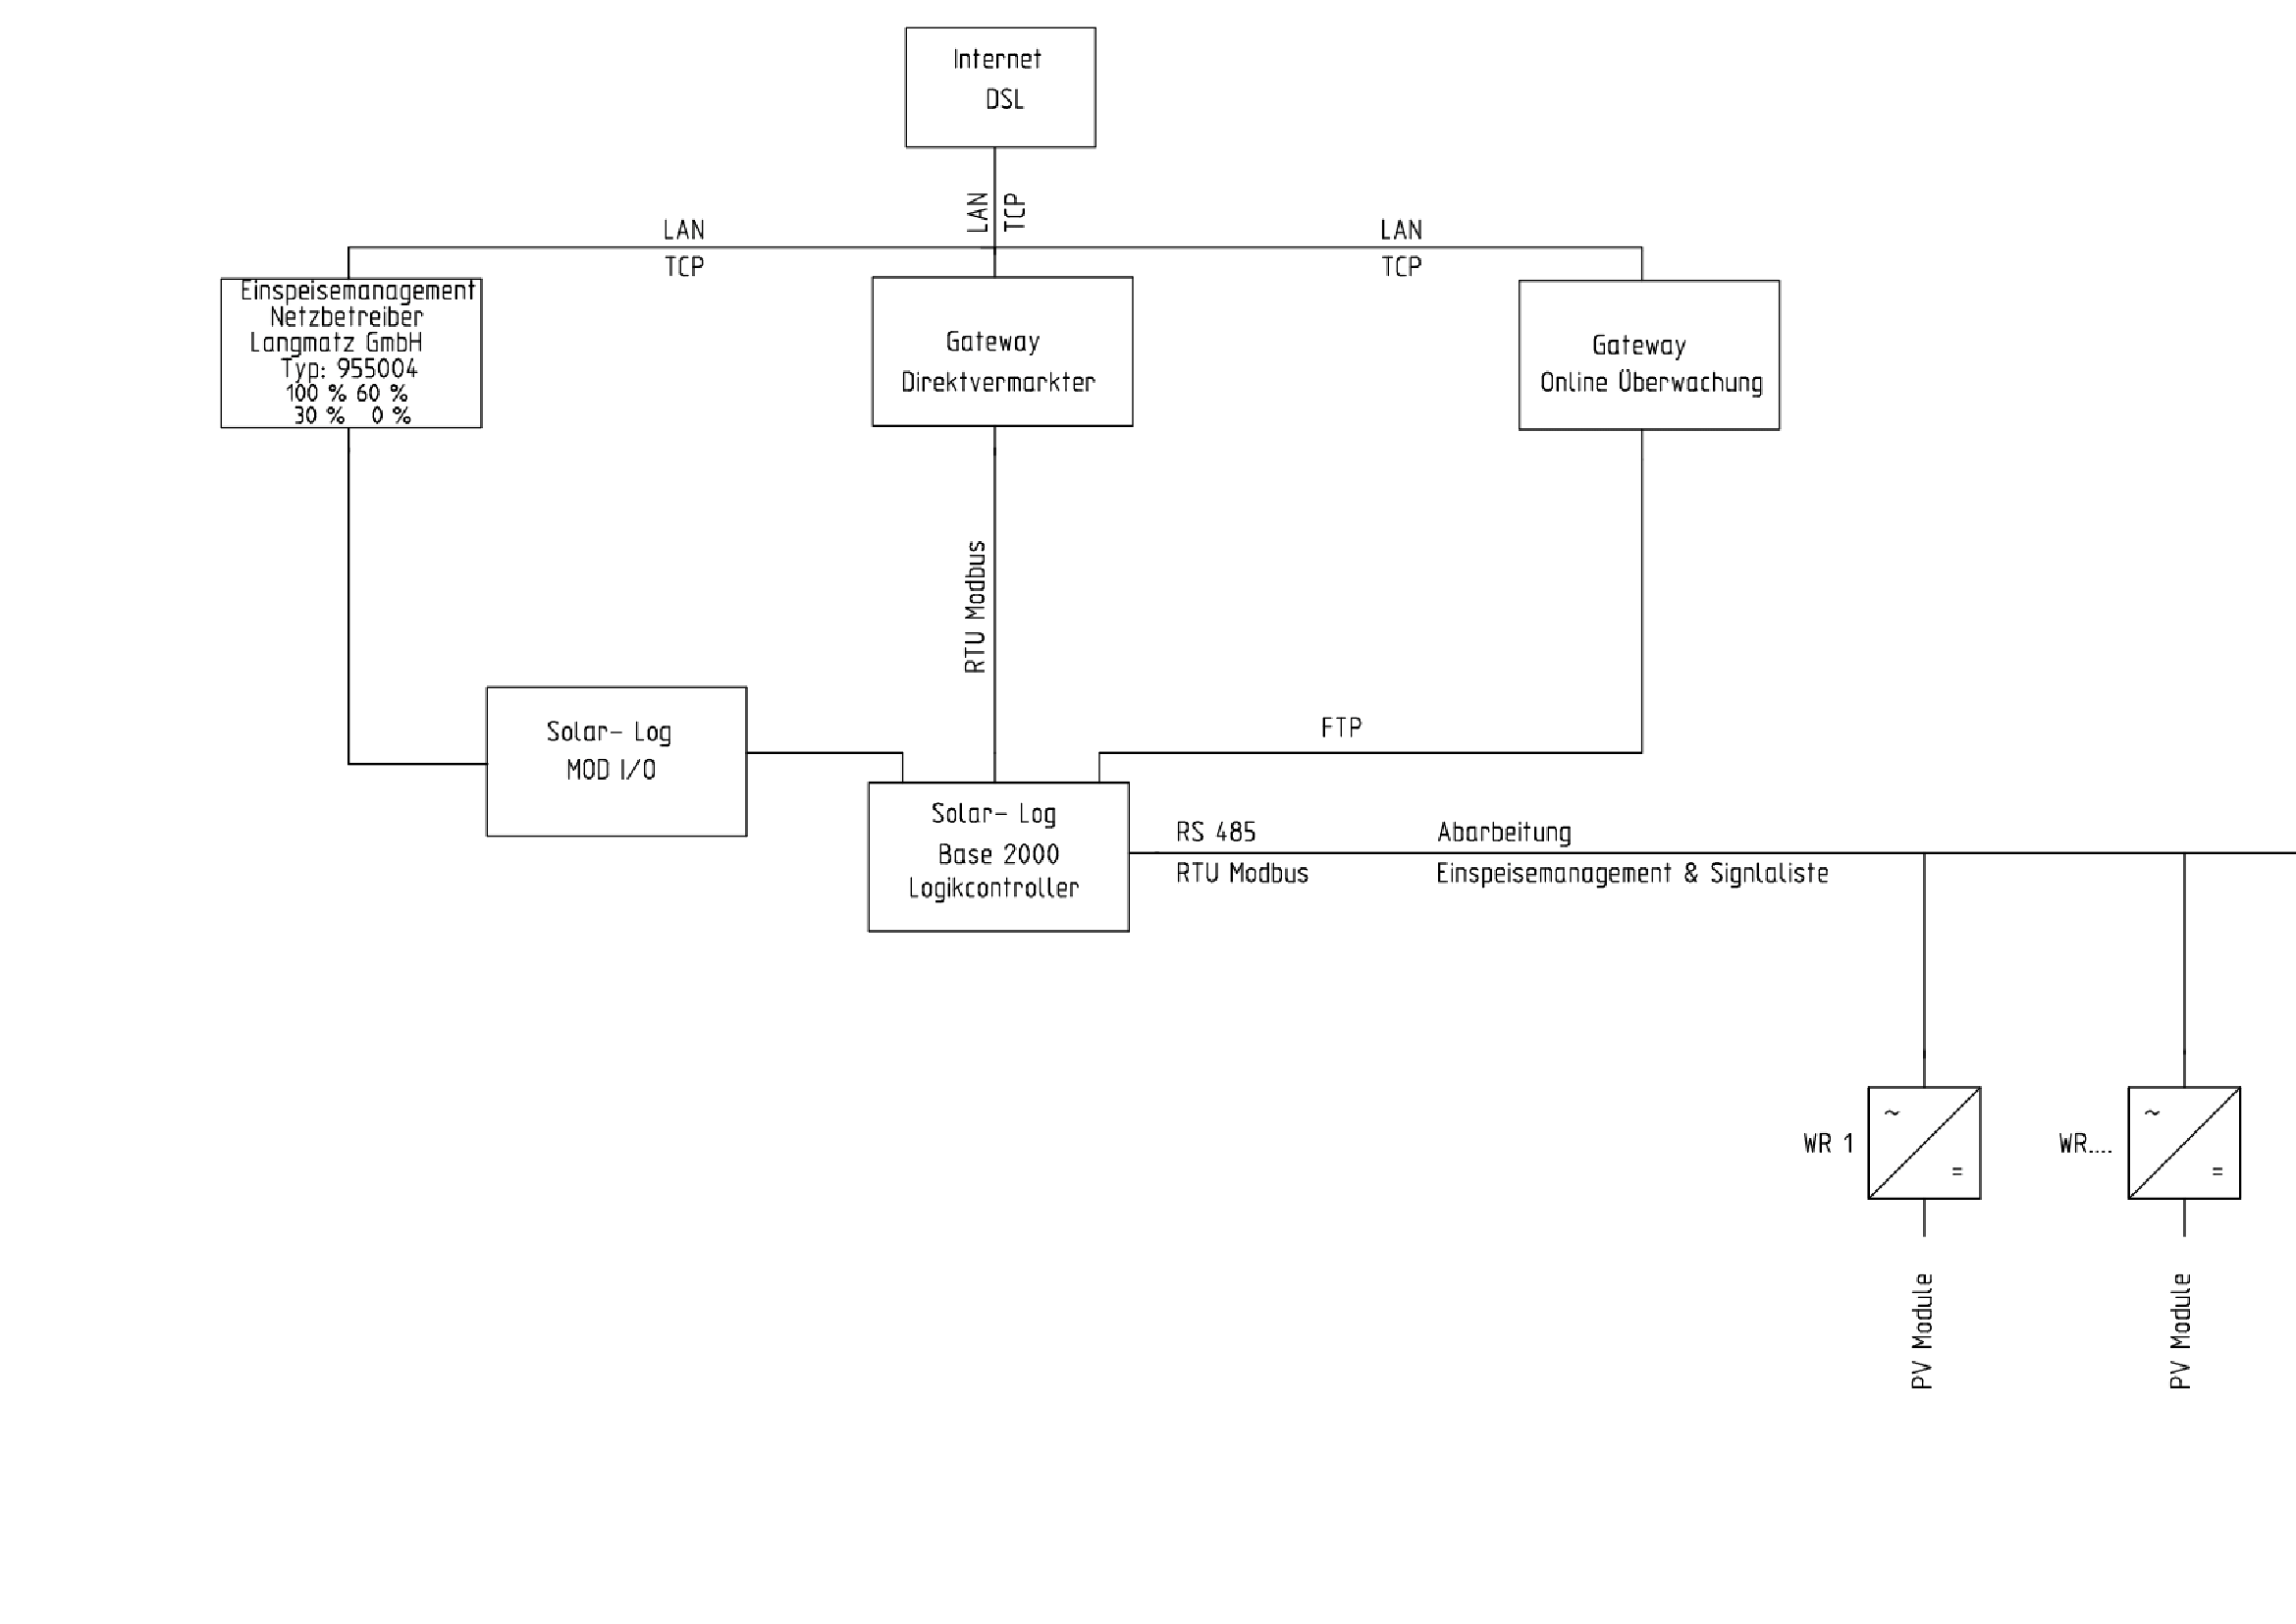 Internet
DSL
LAN
TCP
LAN
TCP
LAN
TCP
Einspeisemanagement
Netzbetreiber
Langmatz GmbH
Typ: 955004
100 % 60 %
30 % 0 %
Gateway
Direktvermarkter
Gateway
Online Überwachung
RTU Modbus
Solar- Log
MOD I/O
FTP
Solar- Log
Base 2000
Logikcontroller
RS 485
RTU Modbus
Abarbeitung
Einspeisemanagement & Signlaliste
WR 1
~
=
WR....
~
=
PV Module
PV Module